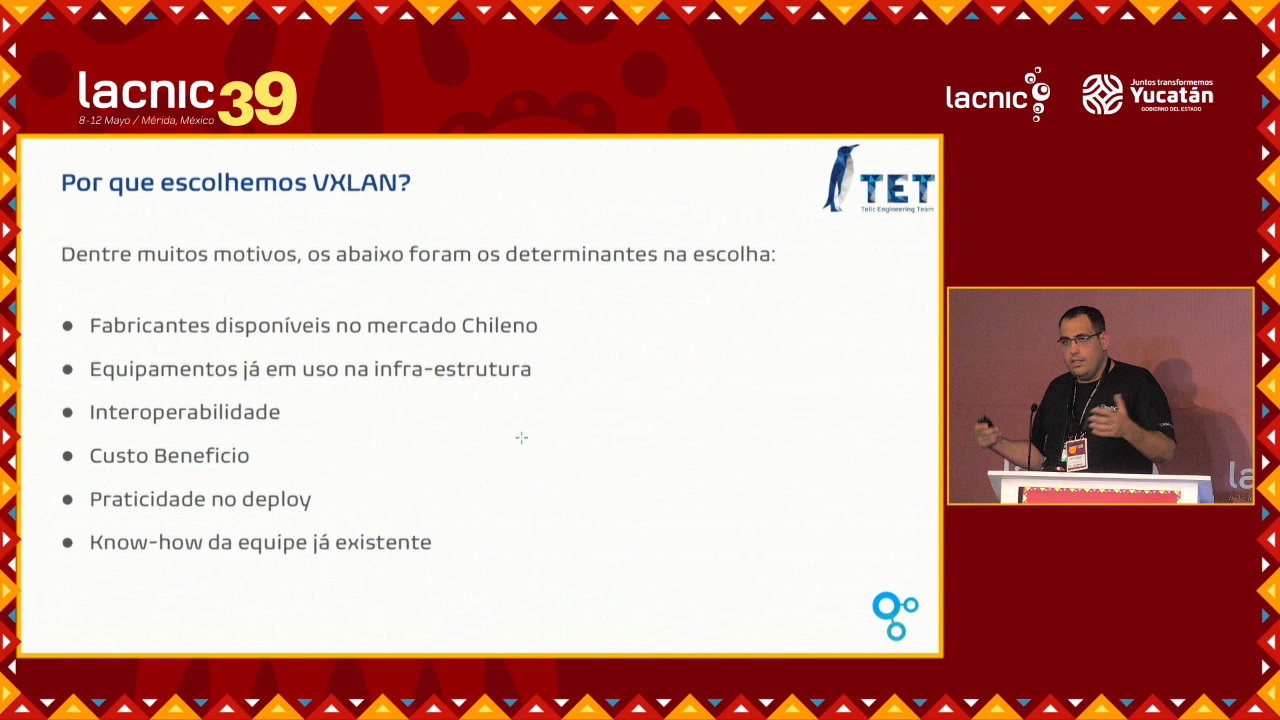 lacnic 39
8-12 Mayo / Mérida, México
lacnic
Juntos transformemos
Yucatán
GOBIERNO DEL ESTADO
Por que escolhemos VXLAN?
TET
Telic Engineering Team
Dentre muitos motivos, os abaixo foram os determinantes na escolha:
● Fabricantes disponíveis no mercado Chileno
● Equipamentos já em uso na infra-estrutura
● Interoperabilidade
● Custo Beneficio
● Praticidade no deploy
● Know-how da equipe já existente